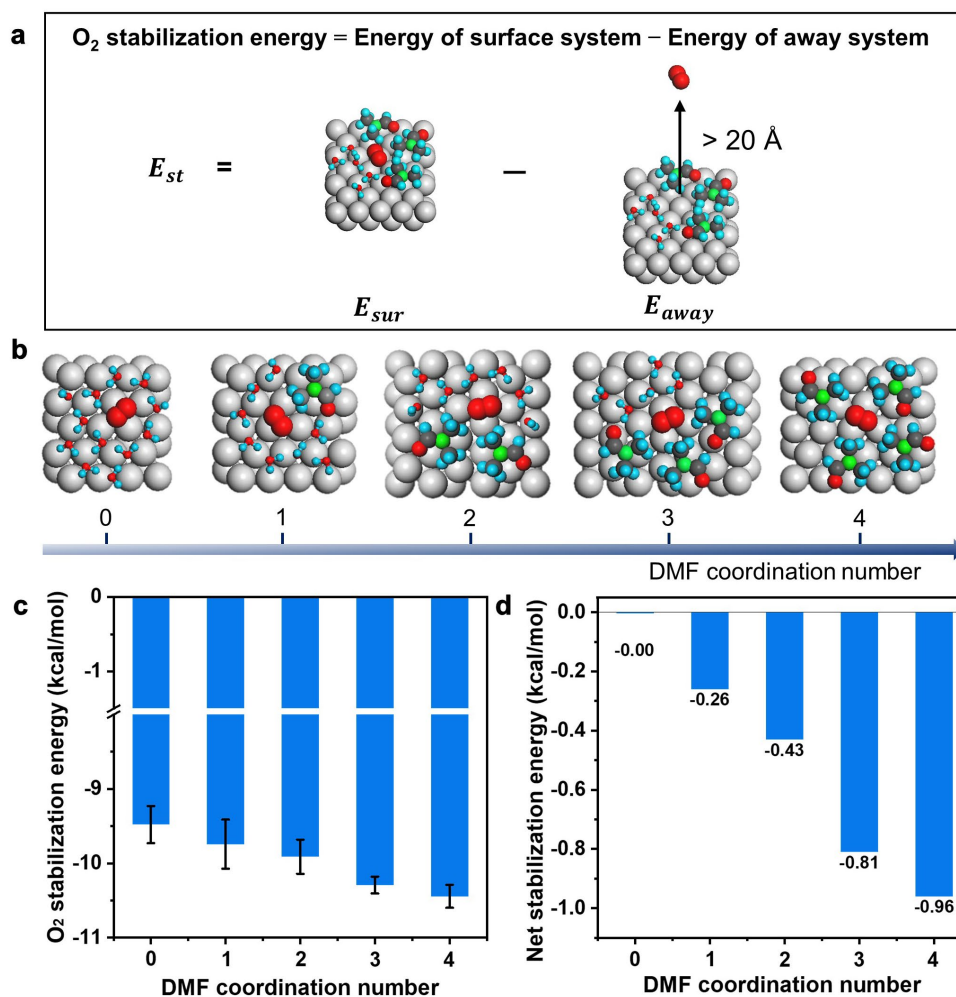 a
O₂ stabilization energy = Energy of surface system − Energy of away system
> 20 Å
E_st = −
E_sur E_away
b
0 1 2 3 4
DMF coordination number
c
O₂ stabilization energy (kcal/mol)
0
-1
-9
-10
-11
0 1 2 3 4
DMF coordination number
d
Net stabilization energy (kcal/mol)
0.0
-0.2
-0.4
-0.6
-0.8
-1.0
-0.00
-0.26
-0.43
-0.81
-0.96
0 1 2 3 4
DMF coordination number